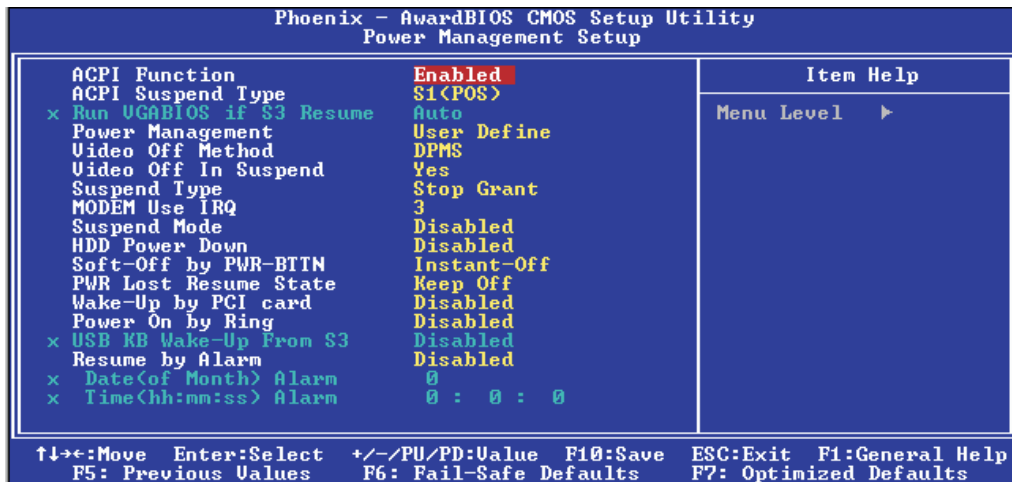 Phoenix - AwardBIOS CMOS Setup Utility
Power Management Setup
ACPI Function Enabled
ACPI Suspend Type S1(POS)
x Run VGABIOS if S3 Resume Auto
Power Management User Define
Video Off Method DPMS
Video Off In Suspend Yes
Suspend Type Stop Grant
MODEM Use IRQ 3
Suspend Mode Disabled
HDD Power Down Disabled
Soft-Off by PWR-BTTN Instant-Off
PWR Lost Resume State Keep Off
Wake-Up by PCI card Disabled
Power On by Ring Disabled
x USB KB Wake-Up From S3 Disabled
Resume by Alarm Disabled
x Date(of Month) Alarm 0
x Time(hh:mm:ss) Alarm 0 : 0 : 0
Item Help
Menu Level ►
↑↓→←:Move Enter:Select +/-/PU/PD:Value F10:Save ESC:Exit F1:General Help
F5: Previous Values F6: Fail-Safe Defaults F7: Optimized Defaults